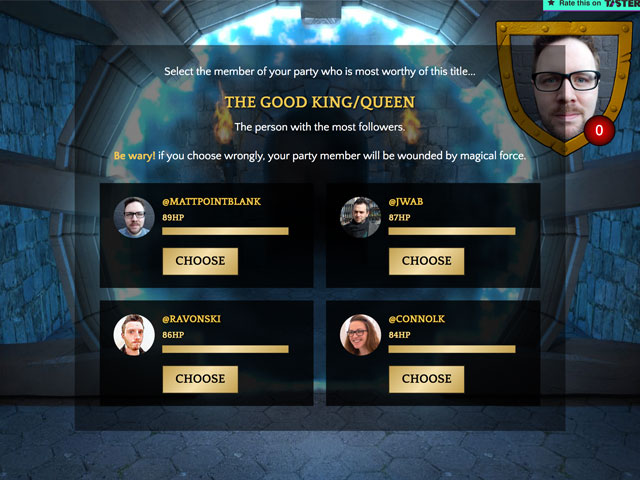 Rate this on TASTER
0
Select the member of your party who is most worthy of this title...
THE GOOD KING/QUEEN
The person with the most followers.
Be wary! if you choose wrongly, your party member will be wounded by magical force.
@MATTPOINTBLANK
89HP
CHOOSE
@JWAB
87HP
CHOOSE
@RAVONSKI
86HP
CHOOSE
@CONNOLK
84HP
CHOOSE